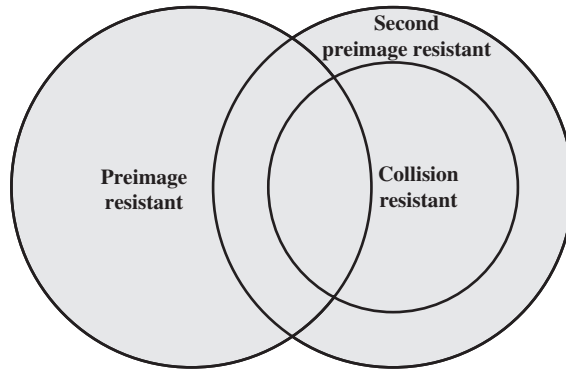 Second
preimage resistant
Preimage
resistant
Collision
resistant